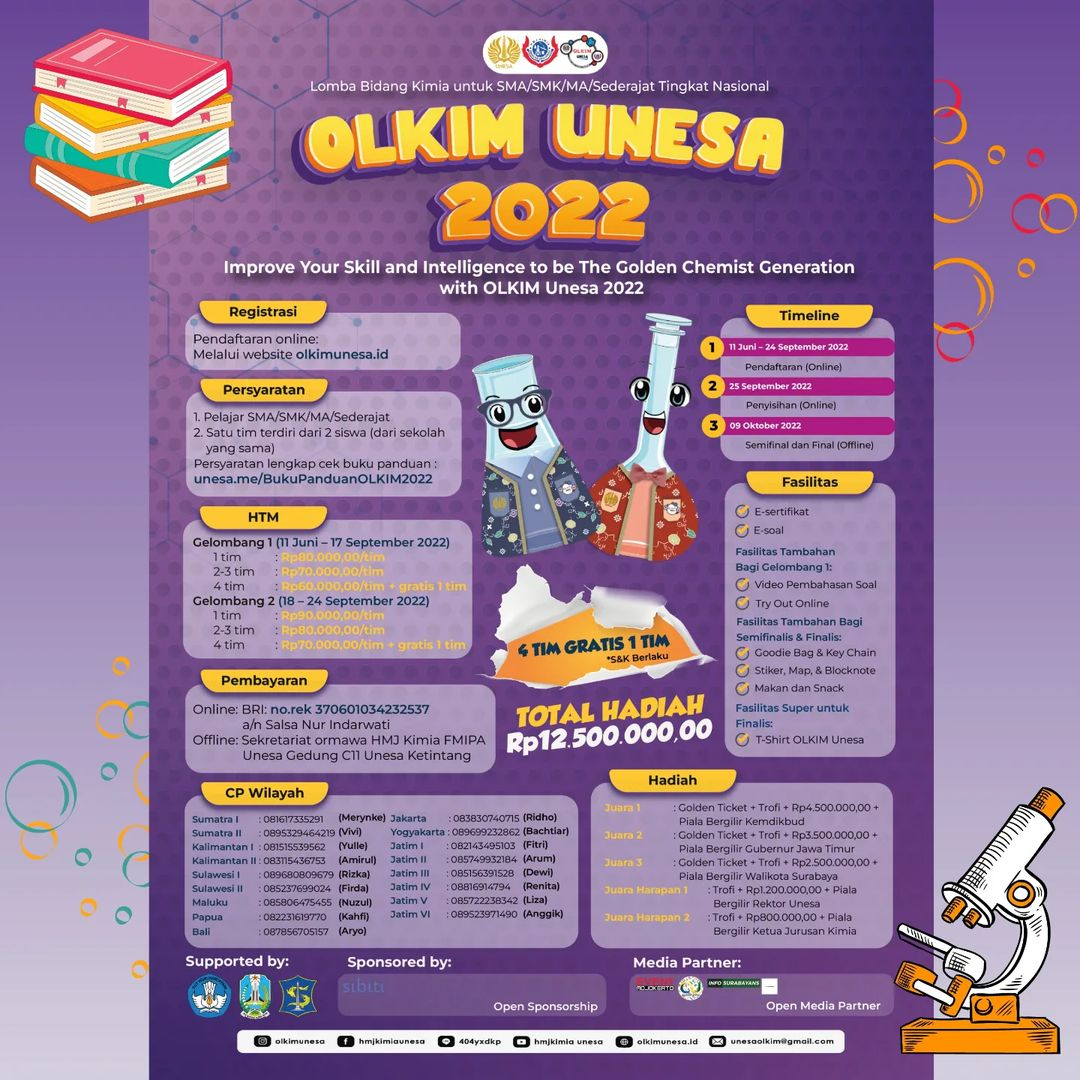 UNESA
OLKIM
UNESA
Lomba Bidang Kimia untuk SMA/SMK/MA/Sederajat Tingkat Nasional
OLKIM UNESA
2022
Improve Your Skill and Intelligence to be The Golden Chemist Generation
with OLKIM Unesa 2022
Registrasi
Pendaftaran online:
Melalui website olkimunesa.id
Persyaratan
1. Pelajar SMA/SMK/MA/Sederajat
2. Satu tim terdiri dari 2 siswa (dari sekolah
yang sama)
Persyaratan lengkap cek buku panduan :
unesa.me/BukuPanduanOLKIM2022
HTM
Gelombang 1 (11 Juni – 17 September 2022)
1 tim : Rp80.000,00/tim
2-3 tim : Rp70.000,00/tim
4 tim : Rp60.000,00/tim + gratis 1 tim
Gelombang 2 (18 – 24 September 2022)
1 tim : Rp90.000,00/tim
2-3 tim : Rp80.000,00/tim
4 tim : Rp70.000,00/tim + gratis 1 tim
Pembayaran
Online: BRI: no.rek 370601034232537
a/n Salsa Nur Indarwati
Offline: Sekretariat ormawa HMJ Kimia FMIPA
Unesa Gedung C11 Unesa Ketintang
Timeline
1 11 Juni – 24 September 2022
Pendaftaran (Online)
2 25 September 2022
Penyisihan (Online)
3 09 Oktober 2022
Semifinal dan Final (Offline)
Fasilitas
E-sertifikat
E-soal
Fasilitas Tambahan
Bagi Gelombang 1:
Video Pembahasan Soal
Try Out Online
Fasilitas Tambahan Bagi
Semifinalis & Finalis:
Goodie Bag & Key Chain
Stiker, Map, & Blocknote
Makan dan Snack
Fasilitas Super untuk
Finalis:
T-Shirt OLKIM Unesa
4 TIM GRATIS 1 TIM
*S&K Berlaku
TOTAL HADIAH
Rp12.500.000,00
CP Wilayah
Sumatra I : 081617335291 (Merynke)
Sumatra II : 0895329464219 (Vivi)
Kalimantan I : 081515539562 (Yulle)
Kalimantan II : 083115436753 (Amirul)
Sulawesi I : 089680809679 (Rizka)
Sulawesi II : 085237699024 (Firda)
Maluku : 085806475455 (Nuzul)
Papua : 082231619770 (Kahfi)
Bali : 087856705157 (Aryo)
Jakarta : 083830740715 (Ridho)
Yogyakarta : 089699232862 (Bachtiar)
Jatim I : 082143495103 (Fitri)
Jatim II : 085749932184 (Arum)
Jatim III : 085156391528 (Dewi)
Jatim IV : 08816914794 (Renita)
Jatim V : 085722238342 (Liza)
Jatim VI : 089523971490 (Anggik)
Hadiah
Juara 1 : Golden Ticket + Trofi + Rp4.500.000,00 +
Piala Bergilir Kemdikbud
Juara 2 : Golden Ticket + Trofi + Rp3.500.000,00 +
Piala Bergilir Gubernur Jawa Timur
Juara 3 : Golden Ticket + Trofi + Rp2.500.000,00 +
Piala Bergilir Walikota Surabaya
Juara Harapan 1 : Trofi + Rp1.200.000,00 + Piala
Bergilir Rektor Unesa
Juara Harapan 2 : Trofi + Rp800.000,00 + Piala
Bergilir Ketua Jurusan Kimia
Supported by:
Sponsored by:
sibiti
Open Sponsorship
Media Partner:
MOJOKERTO
INFO SURABAYANS
Open Media Partner
olkimunesa hmjkimiaunesa 404yxdkp hmjkimia unesa olkimunesa.id unesaolkim@gmail.com